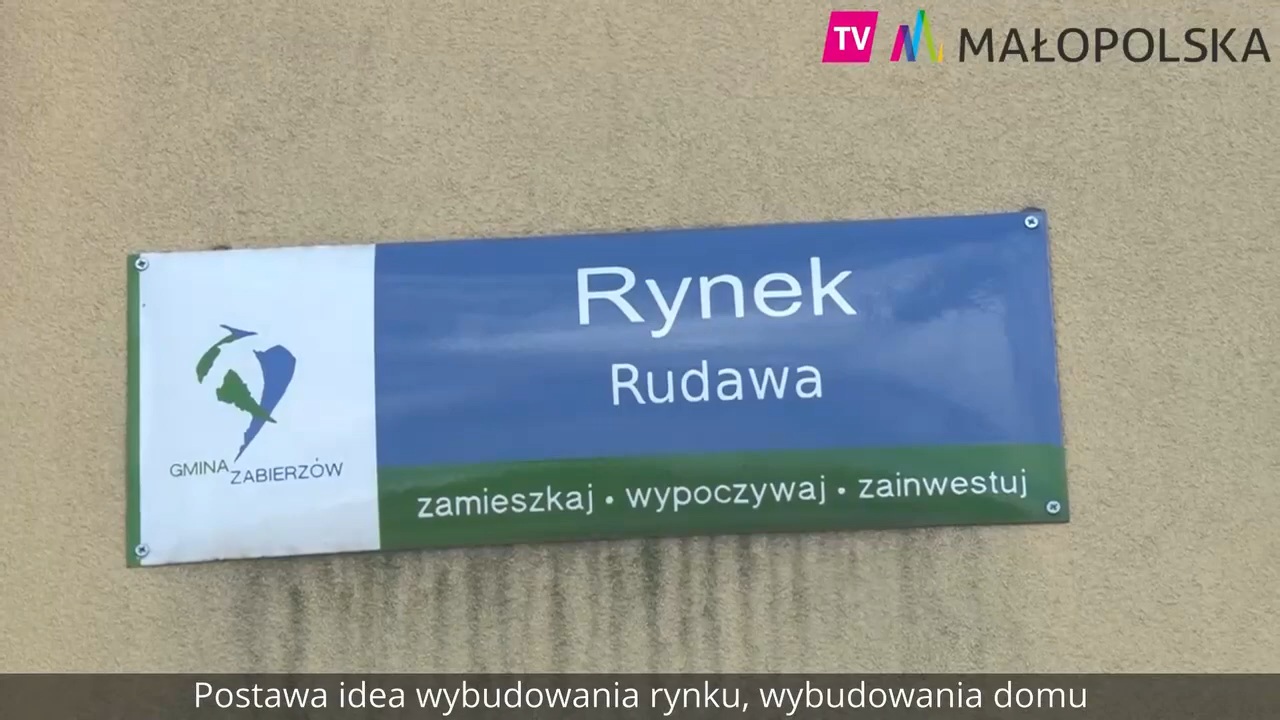 TV MAŁOPOLSKA
Rynek
Rudawa
GMINA ZABIERZÓW
zamieszkaj • wypoczywaj • zainwestuj
Postawa idea wybudowania rynku, wybudowania domu